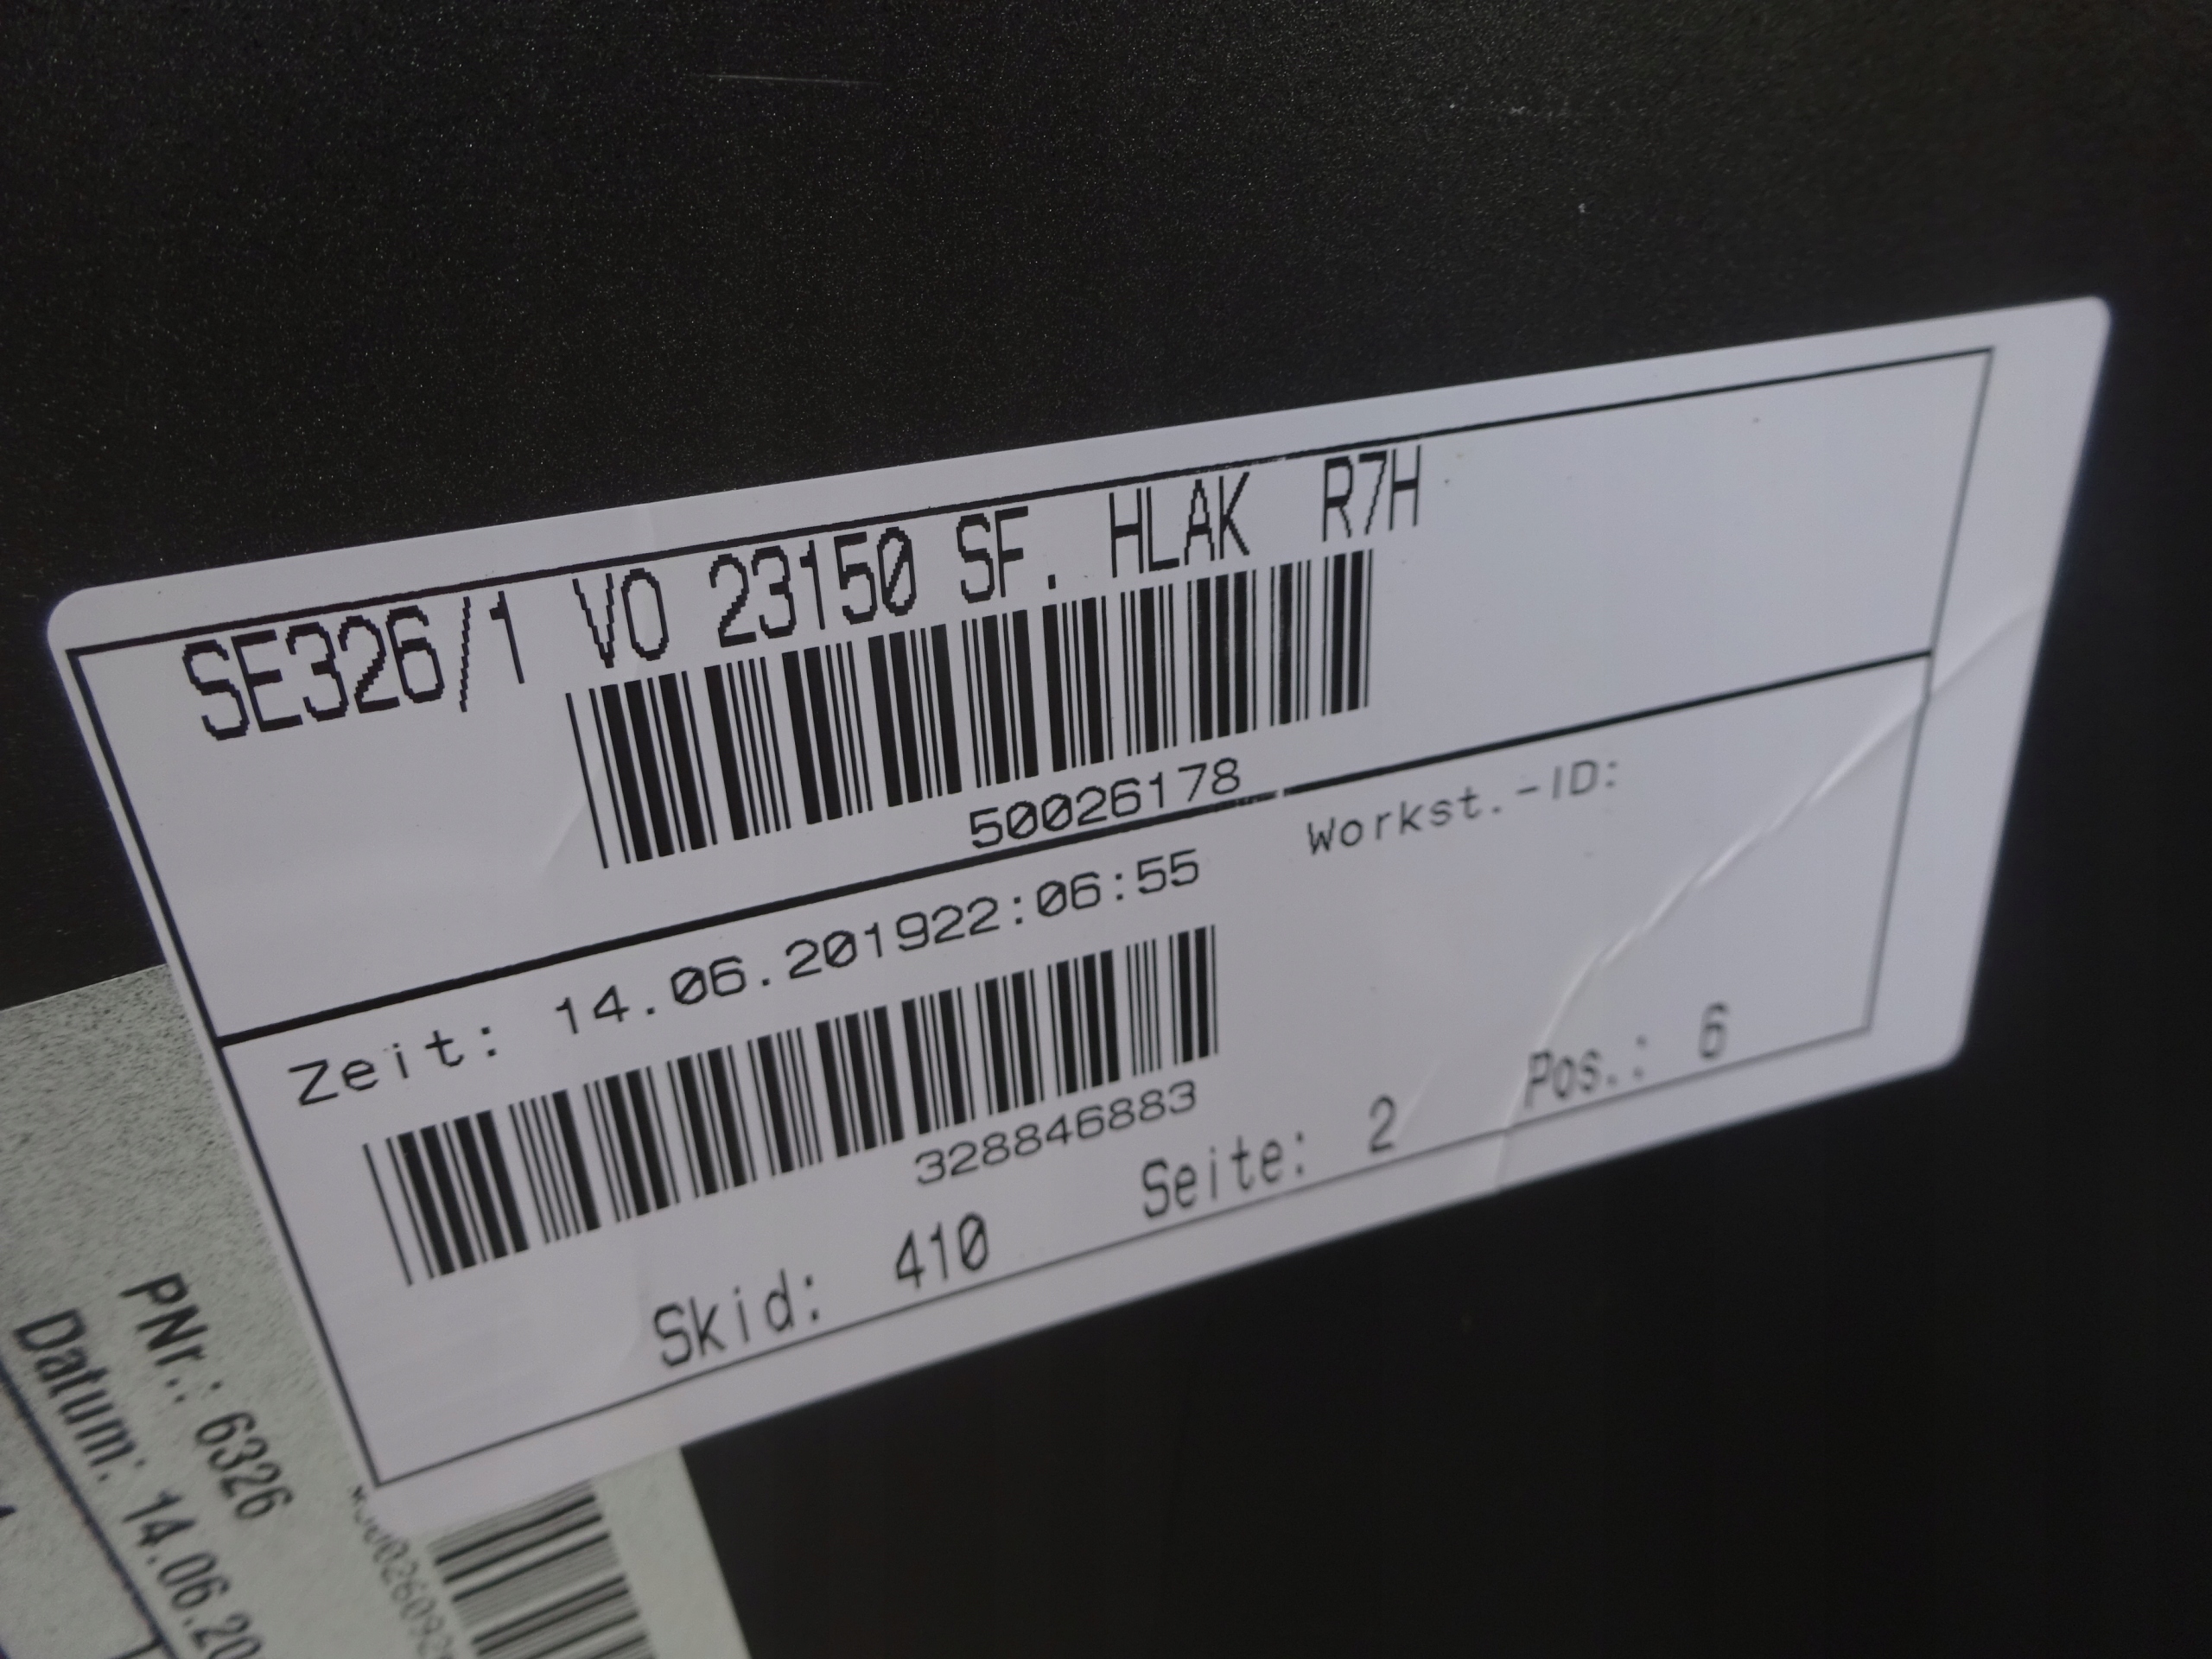 SE326/1 VO 23150 SF. HLAK R7H
50026178
Zeit: 14.06.201922:06:55 Workst.-ID:
328846883
Skid: 410 Seite: 2 Pos.: 6
PNr.: 6326
Datum: 14.06.20